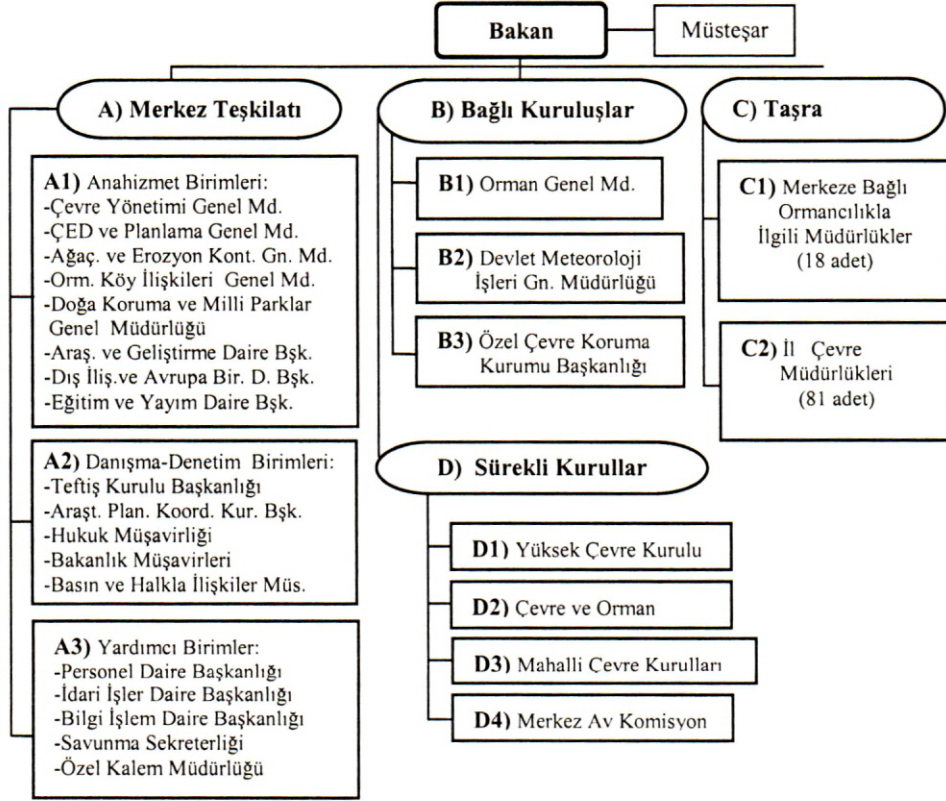 Bakan
Müsteşar
A) Merkez Teşkilatı
A1) Anahizmet Birimleri:
-Çevre Yönetimi Genel Md.
-ÇED ve Planlama Genel Md.
-Ağaç. ve Erozyon Kont. Gn. Md.
-Orm. Köy İlişkileri Genel Md.
-Doğa Koruma ve Milli Parklar
Genel Müdürlüğü
-Araş. ve Geliştirme Daire Bşk.
-Dış İliş.ve Avrupa Bir. D. Bşk.
-Eğitim ve Yayım Daire Bşk.
A2) Danışma-Denetim Birimleri:
-Teftiş Kurulu Başkanlığı
-Araşt. Plan. Koord. Kur. Bşk.
-Hukuk Müşavirliği
-Bakanlık Müşavirleri
-Basın ve Halkla İlişkiler Müs.
A3) Yardımcı Birimler:
-Personel Daire Başkanlığı
-İdari İşler Daire Başkanlığı
-Bilgi İşlem Daire Başkanlığı
-Savunma Sekreterliği
-Özel Kalem Müdürlüğü
B) Bağlı Kuruluşlar
B1) Orman Genel Md.
B2) Devlet Meteoroloji
İşleri Gn. Müdürlüğü
B3) Özel Çevre Koruma
Kurumu Başkanlığı
D) Sürekli Kurullar
D1) Yüksek Çevre Kurulu
D2) Çevre ve Orman
D3) Mahalli Çevre Kurulları
D4) Merkez Av Komisyon
C) Taşra
C1) Merkeze Bağlı
Ormancılıkla
İlgili Müdürlükler
(18 adet)
C2) İl Çevre
Müdürlükleri
(81 adet)